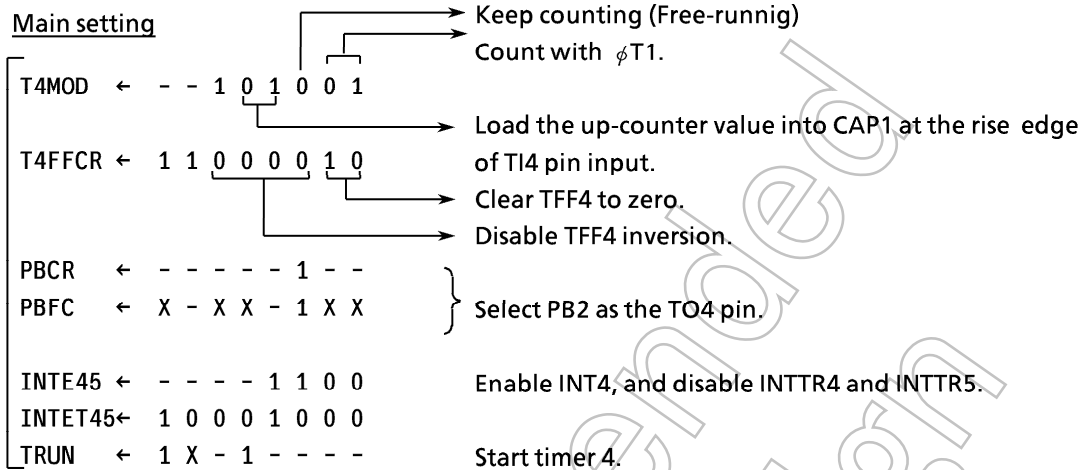 Main setting
Keep counting (Free-runnig)
Count with φT1.
T4MOD ← - - 1 0 1 0 0 1
Load the up-counter value into CAP1 at the rise edge
T4FFCR ← 1 1 0 0 0 0 1 0
of TI4 pin input.
Clear TFF4 to zero.
Disable TFF4 inversion.
PBCR ← - - - - - 1 - -
PBFC ← X - X X - 1 X X
Select PB2 as the TO4 pin.
INTE45 ← - - - - 1 1 0 0 Enable INT4, and disable INTTR4 and INTTR5.
INTET45← 1 0 0 0 1 0 0 0
TRUN ← 1 X - 1 - - - - Start timer 4.